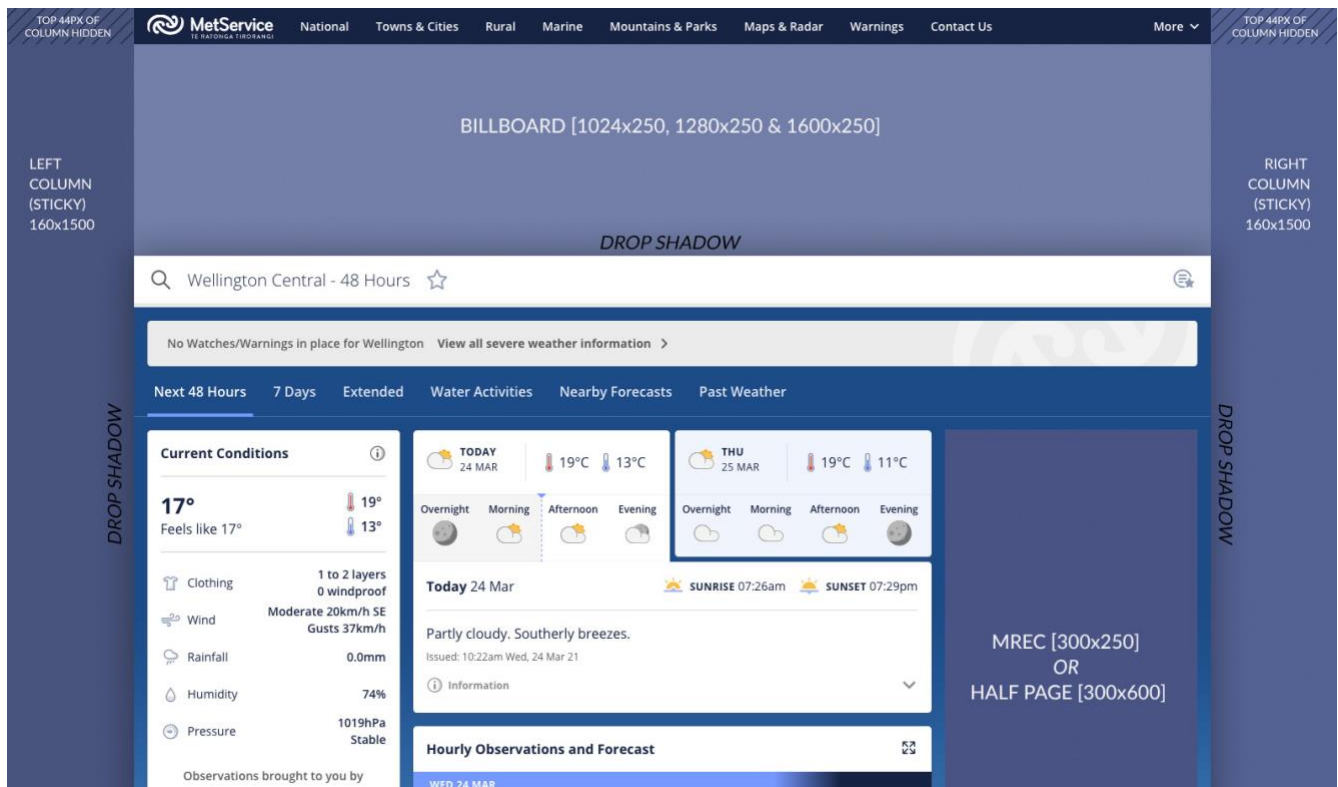 TOP 44PX OF
COLUMN HIDDEN
MetService
TE RATONGA TIRORANGI
National Towns & Cities Rural Marine Mountains & Parks Maps & Radar Warnings Contact Us More
TOP 44PX OF
COLUMN HIDDEN
BILLBOARD [1024x250, 1280x250 & 1600x250]
LEFT
COLUMN
(STICKY)
160x1500
RIGHT
COLUMN
(STICKY)
160x1500
DROP SHADOW
Wellington Central - 48 Hours
No Watches/Warnings in place for Wellington View all severe weather information >
Next 48 Hours 7 Days Extended Water Activities Nearby Forecasts Past Weather
DROP SHADOW
DROP SHADOW
Current Conditions
17°
Feels like 17°
19°
13°
Clothing 1 to 2 layers
0 windproof
Wind Moderate 20km/h SE
Gusts 37km/h
Rainfall 0.0mm
Humidity 74%
Pressure 1019hPa
Stable
Observations brought to you by
TODAY
24 MAR
19°C 13°C
Overnight Morning Afternoon Evening
THU
25 MAR
19°C 11°C
Overnight Morning Afternoon Evening
Today 24 Mar SUNRISE 07:26am SUNSET 07:29pm
Partly cloudy. Southerly breezes.
Issued: 10:22am Wed, 24 Mar 21
Information
Hourly Observations and Forecast
WED 24 MAR
MREC [300x250]
OR
HALF PAGE [300x600]